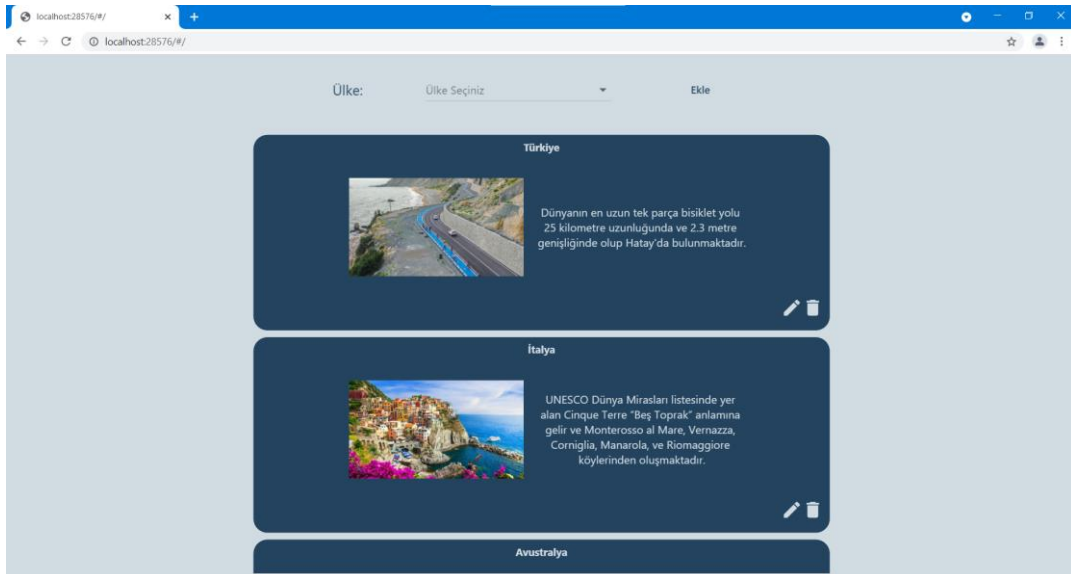 localhost:28576/#/
localhost:28576/#/
Ülke: Ülke Seçiniz Ekle
Türkiye
Dünyanın en uzun tek parça bisiklet yolu
25 kilometre uzunluğunda ve 2.3 metre
genişliğinde olup Hatay'da bulunmaktadır.
İtalya
UNESCO Dünya Mirasları listesinde yer
alan Cinque Terre "Beş Toprak" anlamına
gelir ve Monterosso al Mare, Vernazza,
Corniglia, Manarola, ve Riomaggiore
köylerinden oluşmaktadır.
Avustralya